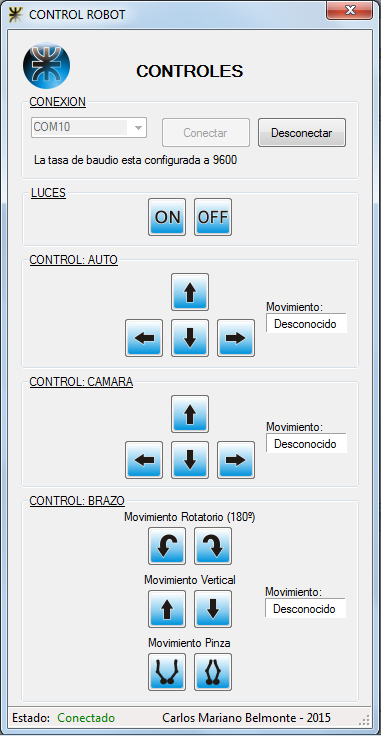 CONTROL ROBOT
CONTROLES
CONEXION
COM10
Conectar
Desconectar
La tasa de baudio esta configurada a 9600
LUCES
ON
OFF
CONTROL: AUTO
Movimiento:
Desconocido
CONTROL: CAMARA
Movimiento:
Desconocido
CONTROL: BRAZO
Movimiento Rotatorio (180º)
Movimiento Vertical
Movimiento:
Desconocido
Movimiento Pinza
Estado: Conectado
Carlos Mariano Belmonte - 2015